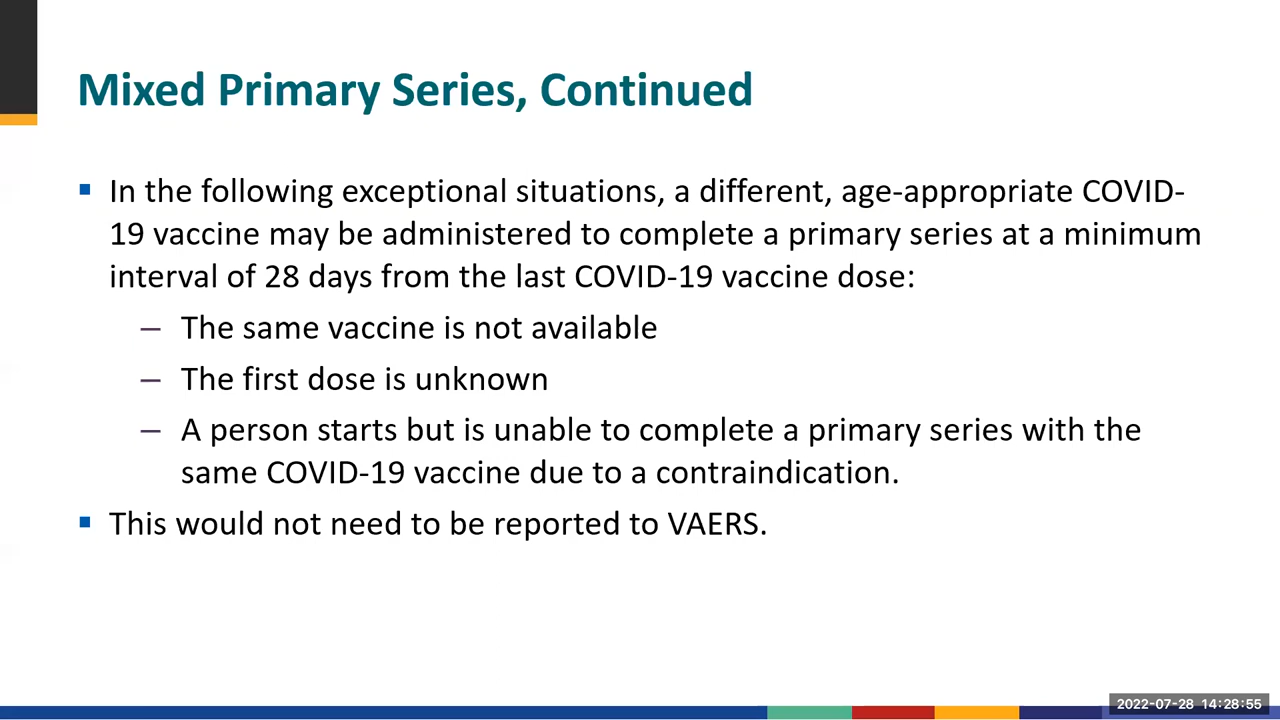 Mixed Primary Series, Continued
▪ In the following exceptional situations, a different, age-appropriate COVID-
19 vaccine may be administered to complete a primary series at a minimum
interval of 28 days from the last COVID-19 vaccine dose:
– The same vaccine is not available
– The first dose is unknown
– A person starts but is unable to complete a primary series with the
same COVID-19 vaccine due to a contraindication.
▪ This would not need to be reported to VAERS.
2022-07-28 14:28:55